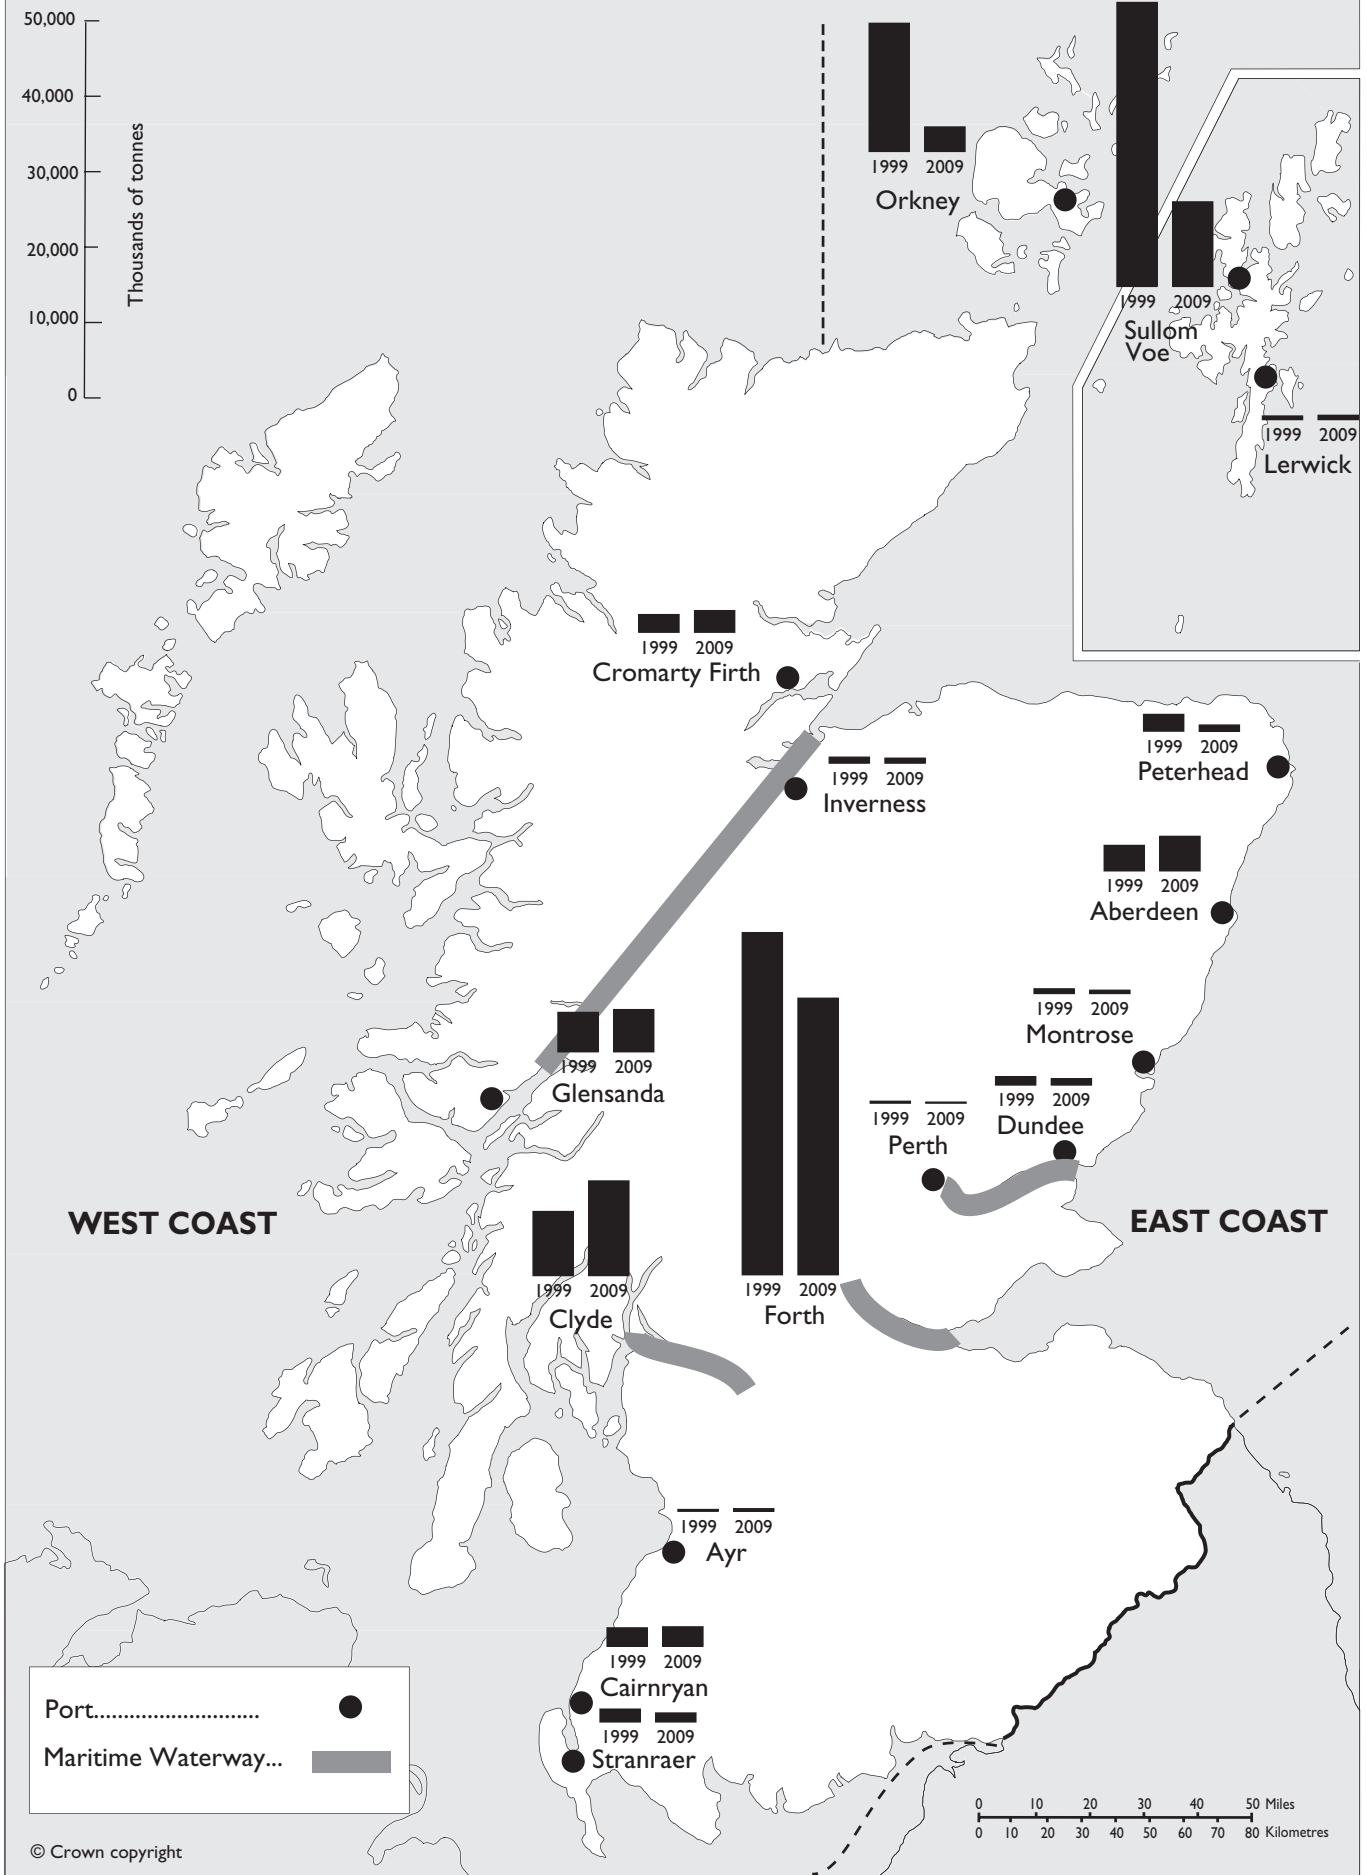 50,000
40,000
30,000
20,000
10,000
0
Thousands of tonnes
1999 2009
Orkney
1999 2009
Sullom
Voe
1999 2009
Lerwick
1999 2009
Cromarty Firth
1999 2009
Peterhead
1999 2009
Inverness
1999 2009
Aberdeen
1999 2009
Montrose
1999 2009
Glensanda
1999 2009
Dundee
1999 2009
Perth
WEST COAST
EAST COAST
1999 2009
Clyde
1999 2009
Forth
1999 2009
Ayr
1999 2009
Cairnryan
1999 2009
Stranraer
Port...........................
Maritime Waterway...
0 10 20 30 40 50 Miles
0 10 20 30 40 50 60 70 80 Kilometres
© Crown copyright